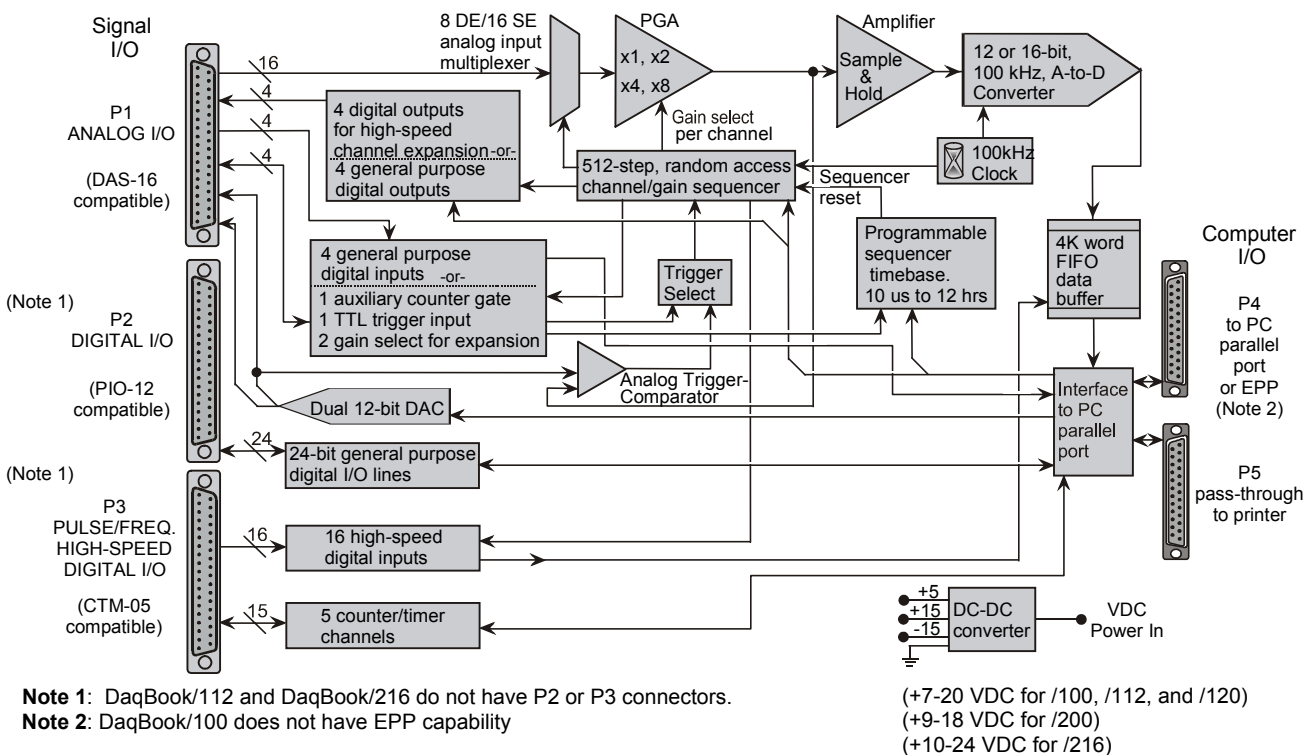 Signal
I/O
P1
ANALOG I/O
(DAS-16
compatible)
(Note 1)
P2
DIGITAL I/O
(PIO-12
compatible)
(Note 1)
P3
PULSE/FREQ.
HIGH-SPEED
DIGITAL I/O
(CTM-05
compatible)
16
4
4
4
24
16
15
8 DE/16 SE
analog input
multiplexer
PGA
x1, x2
x4, x8
Gain select
per channel
Amplifier
Sample
&
Hold
12 or 16-bit,
100 kHz, A-to-D
Converter
100kHz
Clock
4 digital outputs
for high-speed
channel expansion -or-
4 general purpose
digital outputs
512-step, random access
channel/gain sequencer
Sequencer
reset
4 general purpose
digital inputs -or-
1 auxiliary counter gate
1 TTL trigger input
2 gain select for expansion
Trigger
Select
Programmable
sequencer
timebase.
10 us to 12 hrs
4K word
FIFO
data
buffer
Analog Trigger-
Comparator
Dual 12-bit DAC
Interface
to PC
parallel
port
24-bit general purpose
digital I/O lines
16 high-speed
digital inputs
5 counter/timer
channels
Computer
I/O
P4
to PC
parallel
port
or EPP
(Note 2)
P5
pass-through
to printer
+5
+15
-15
DC-DC
converter
VDC
Power In
Note 1: DaqBook/112 and DaqBook/216 do not have P2 or P3 connectors.
Note 2: DaqBook/100 does not have EPP capability
(+7-20 VDC for /100, /112, and /120)
(+9-18 VDC for /200)
(+10-24 VDC for /216)